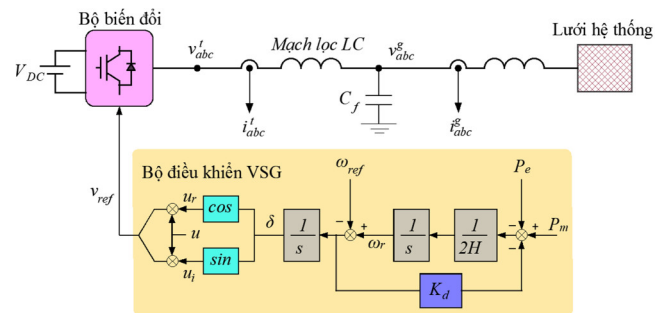 Bộ biến đổi
Lưới hệ thống
V_DC
v^t_abc
Mạch lọc LC
v^g_abc
C_f
i^t_abc
i^g_abc
Bộ điều khiển VSG
ω_ref
P_e
v_ref
u_r
cos
δ
1/s
-
+
ω_r
1/s
1/2H
-
+
P_m
-
u
u_i
sin
K_d